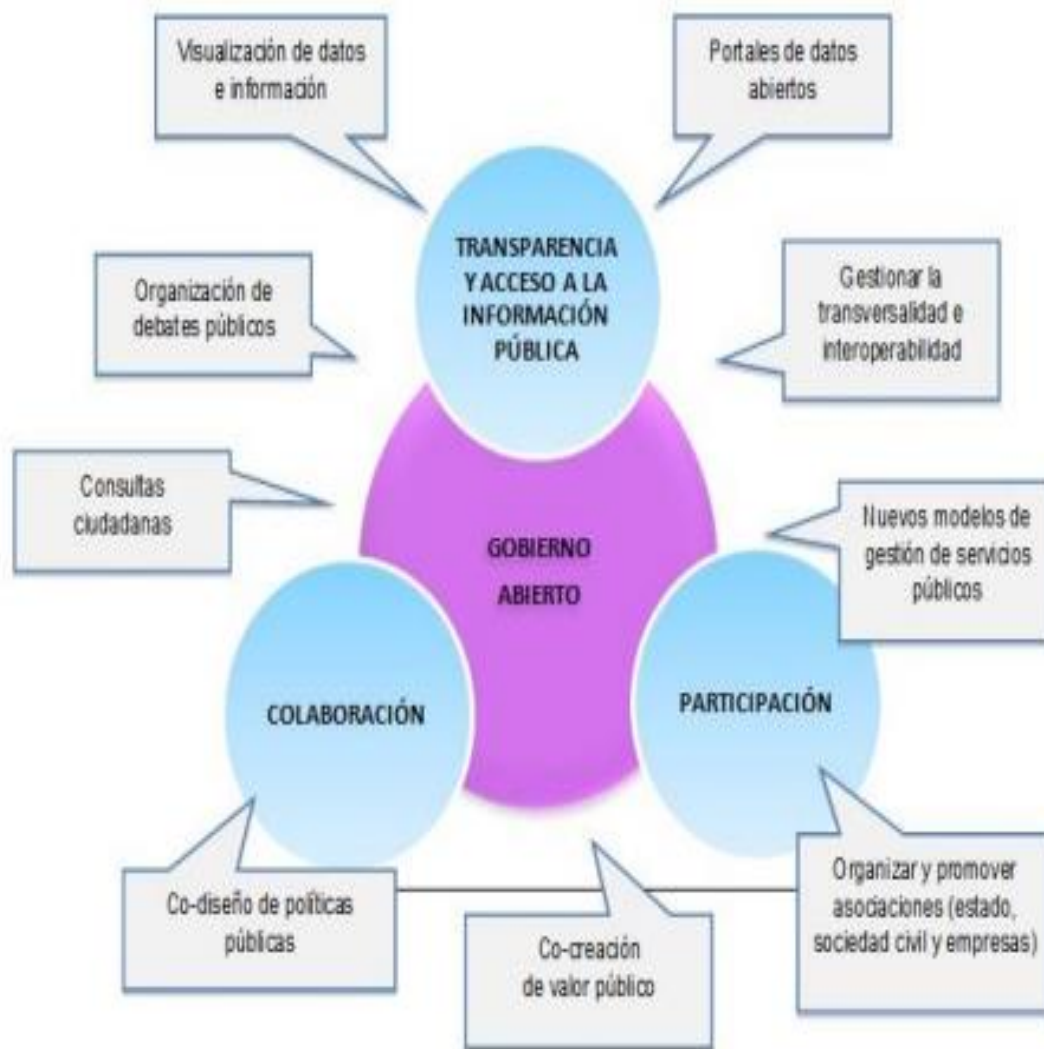 Visualización de datos
e información
Portales de datos
abiertos
TRANSPARENCIA
Y ACCESO A LA
INFORMACIÓN
PÚBLICA
Organización de
debates públicos
Gestionar la
transversalidad e
interoperabilidad
Consultas
ciudadanas
Nuevos modelos de
gestión de servicios
públicos
GOBIERNO
ABIERTO
COLABORACIÓN
PARTICIPACIÓN
Co-diseño de políticas
públicas
Co-creación
de valor público
Organizar y promover
asociaciones (estado,
sociedad civil y empresas)